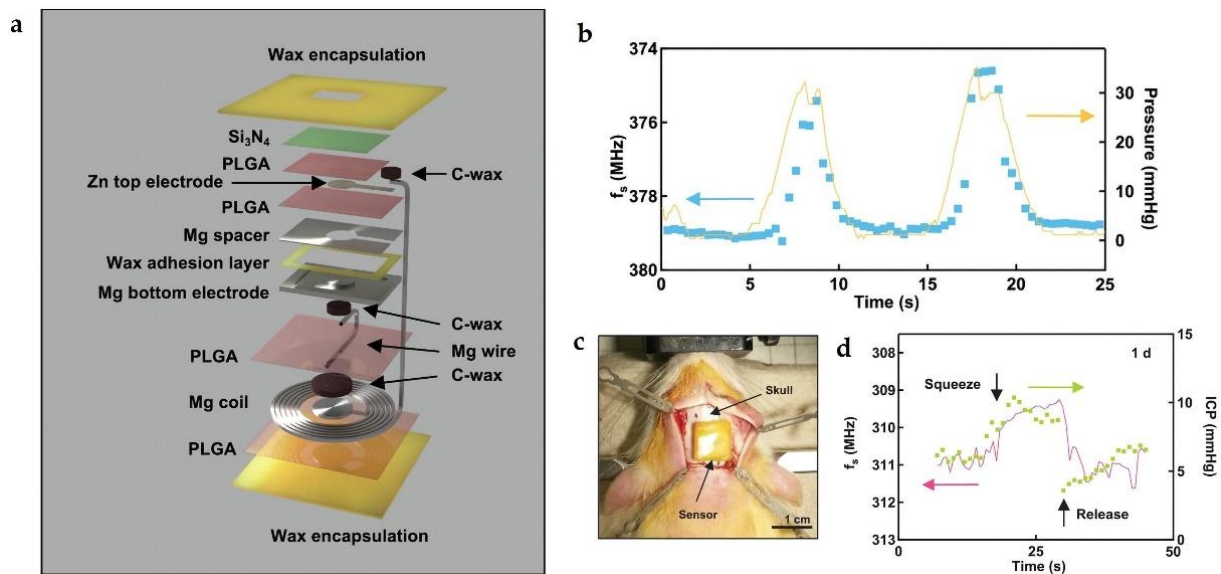 a
Wax encapsulation
Si₃N₄
PLGA
C-wax
Zn top electrode
PLGA
Mg spacer
Wax adhesion layer
Mg bottom electrode
C-wax
PLGA
Mg wire
C-wax
Mg coil
PLGA
Wax encapsulation
b
374
376
378
380
fₛ (MHz)
0
5
10
15
20
25
Time (s)
30
20
10
0
Pressure (mmHg)
c
Skull
Sensor
1 cm
d
1 d
308
309
310
311
312
313
fₛ (MHz)
Squeeze
Release
0
25
50
Time (s)
15
10
5
0
ICP (mmHg)